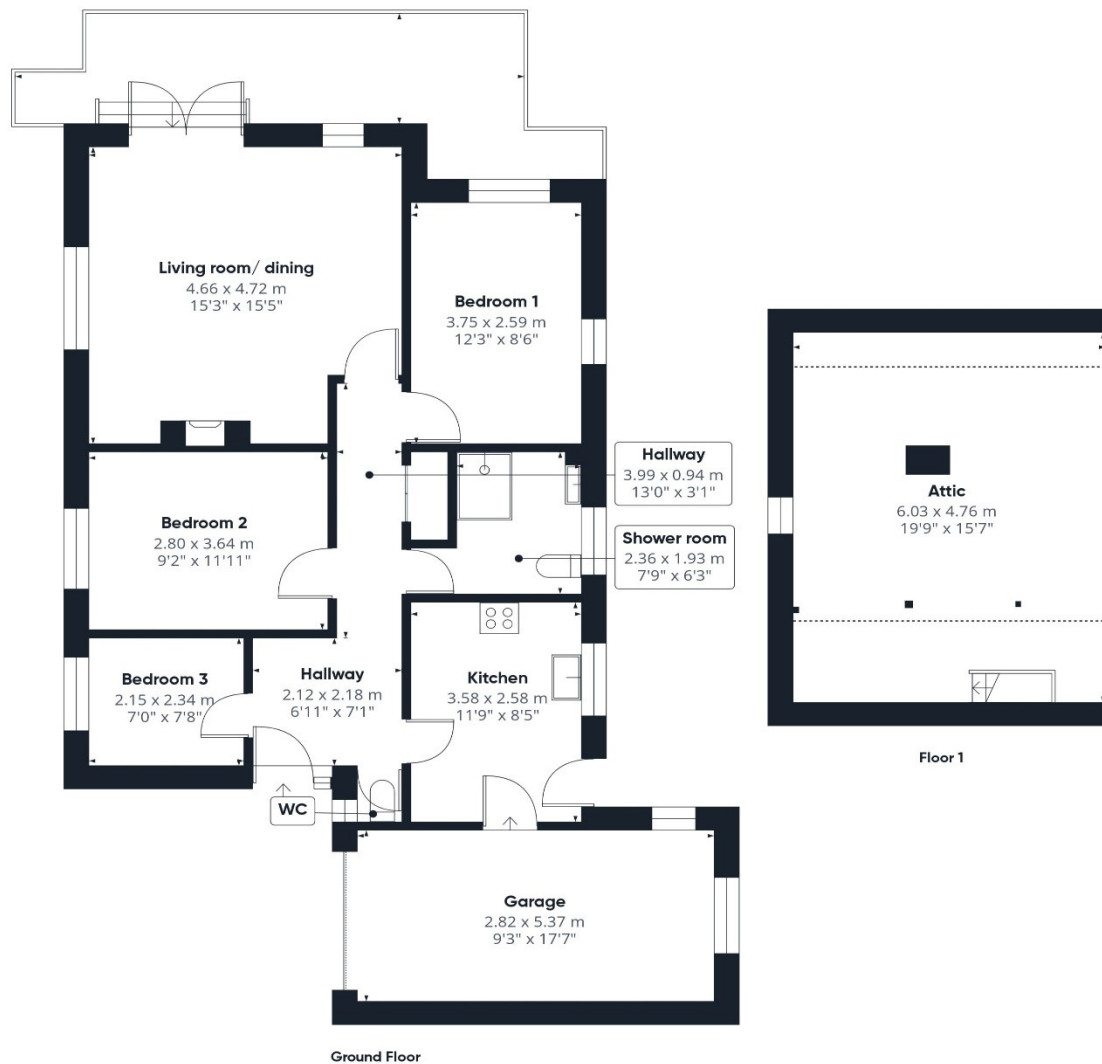 Living room/ dining
4.66 x 4.72 m
15'3" x 15'5"
Bedroom 1
3.75 x 2.59 m
12'3" x 8'6"
Hallway
3.99 x 0.94 m
13'0" x 3'1"
Bedroom 2
2.80 x 3.64 m
9'2" x 11'11"
Shower room
2.36 x 1.93 m
7'9" x 6'3"
Bedroom 3
2.15 x 2.34 m
7'0" x 7'8"
Hallway
2.12 x 2.18 m
6'11" x 7'1"
Kitchen
3.58 x 2.58 m
11'9" x 8'5"
WC
Garage
2.82 x 5.37 m
9'3" x 17'7"
Ground Floor
Attic
6.03 x 4.76 m
19'9" x 15'7"
Floor 1